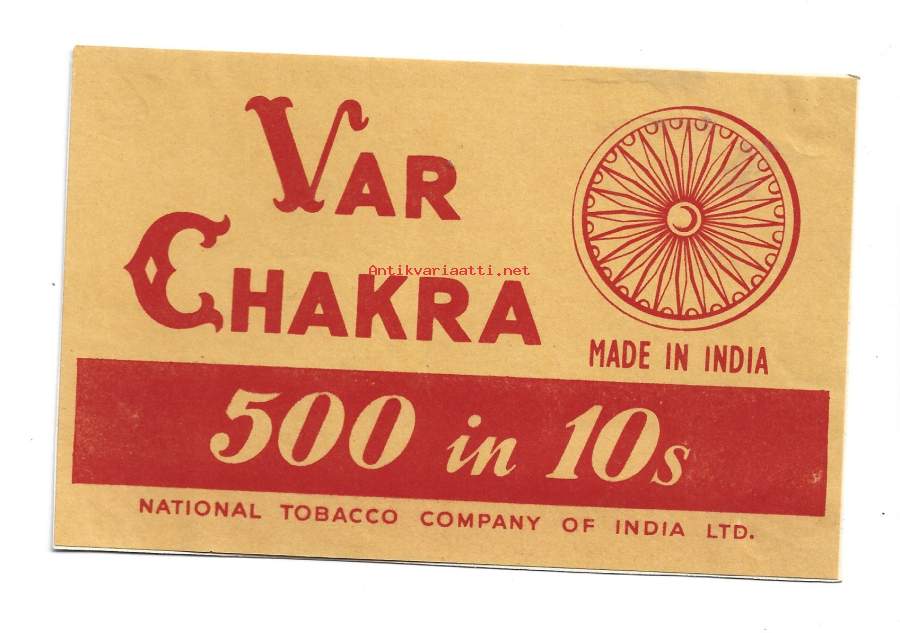 VAR
CHAKRA
Antikvariaatti.net
MADE IN INDIA
500 in 10s
NATIONAL TOBACCO COMPANY OF INDIA LTD.